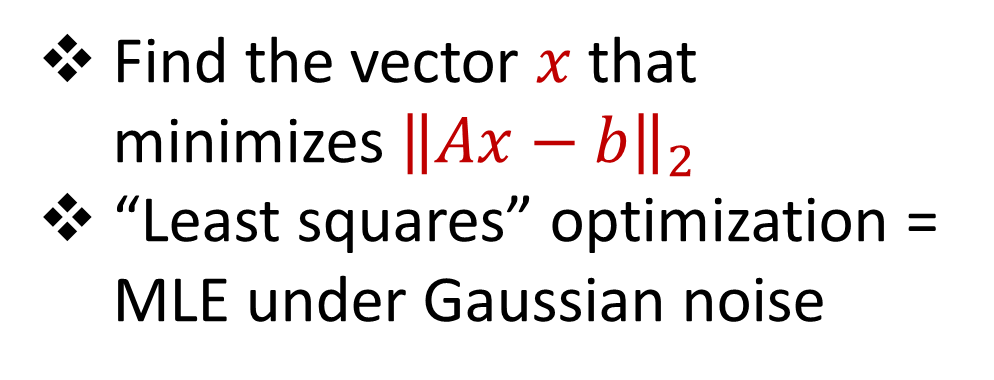 ❖ Find the vector x that
minimizes ‖Ax − b‖₂
❖ “Least squares” optimization =
MLE under Gaussian noise